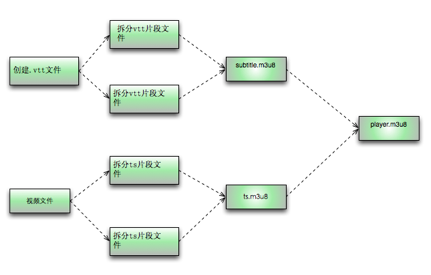 拆分vtt片段文
件
创建.vtt文件
subtitle.m3u8
拆分vtt片段文
件
player.m3u8
拆分ts片段文
件
视频文件
ts.m3u8
拆分ts片段文
件